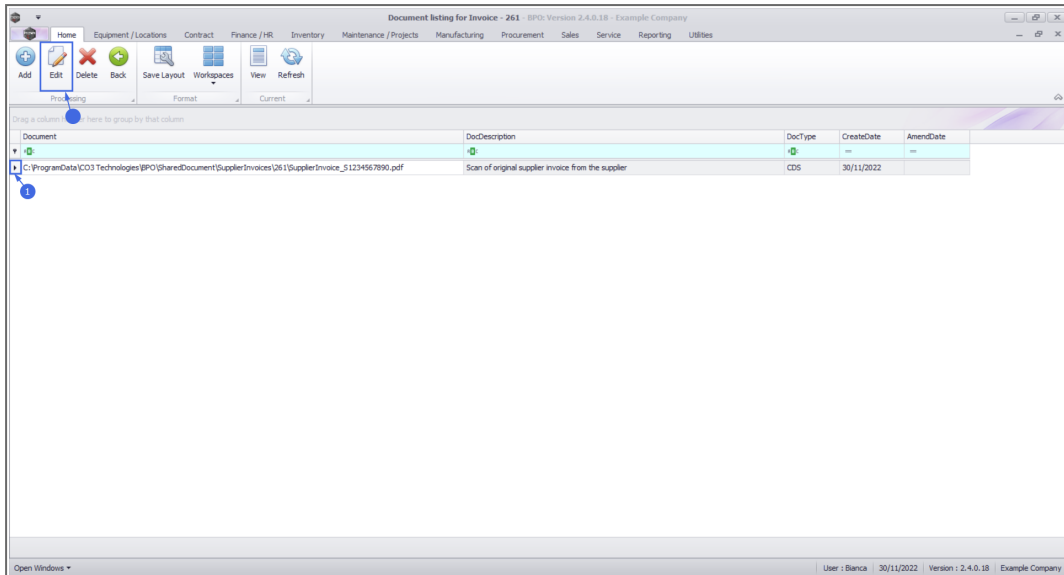 Document listing for Invoice - 261 - BPO: Version 2.4.0.18 - Example Company
Home Equipment / Locations Contract Finance / HR Inventory Maintenance / Projects Manufacturing Procurement Sales Service Reporting Utilities
Add Edit Delete Back Save Layout Workspaces View Refresh
Processing Format Current
Drag a column here to group by that column
Document DocDescription DocType CreateDate AmendDate
C:\ProgramData\CO3 Technologies\BPO\SharedDocument\SupplierInvoices\261\SupplierInvoice_S1234567890.pdf Scan of original supplier invoice from the supplier CDS 30/11/2022
1
Open Windows User : Bianca 30/11/2022 Version : 2.4.0.18 Example Company